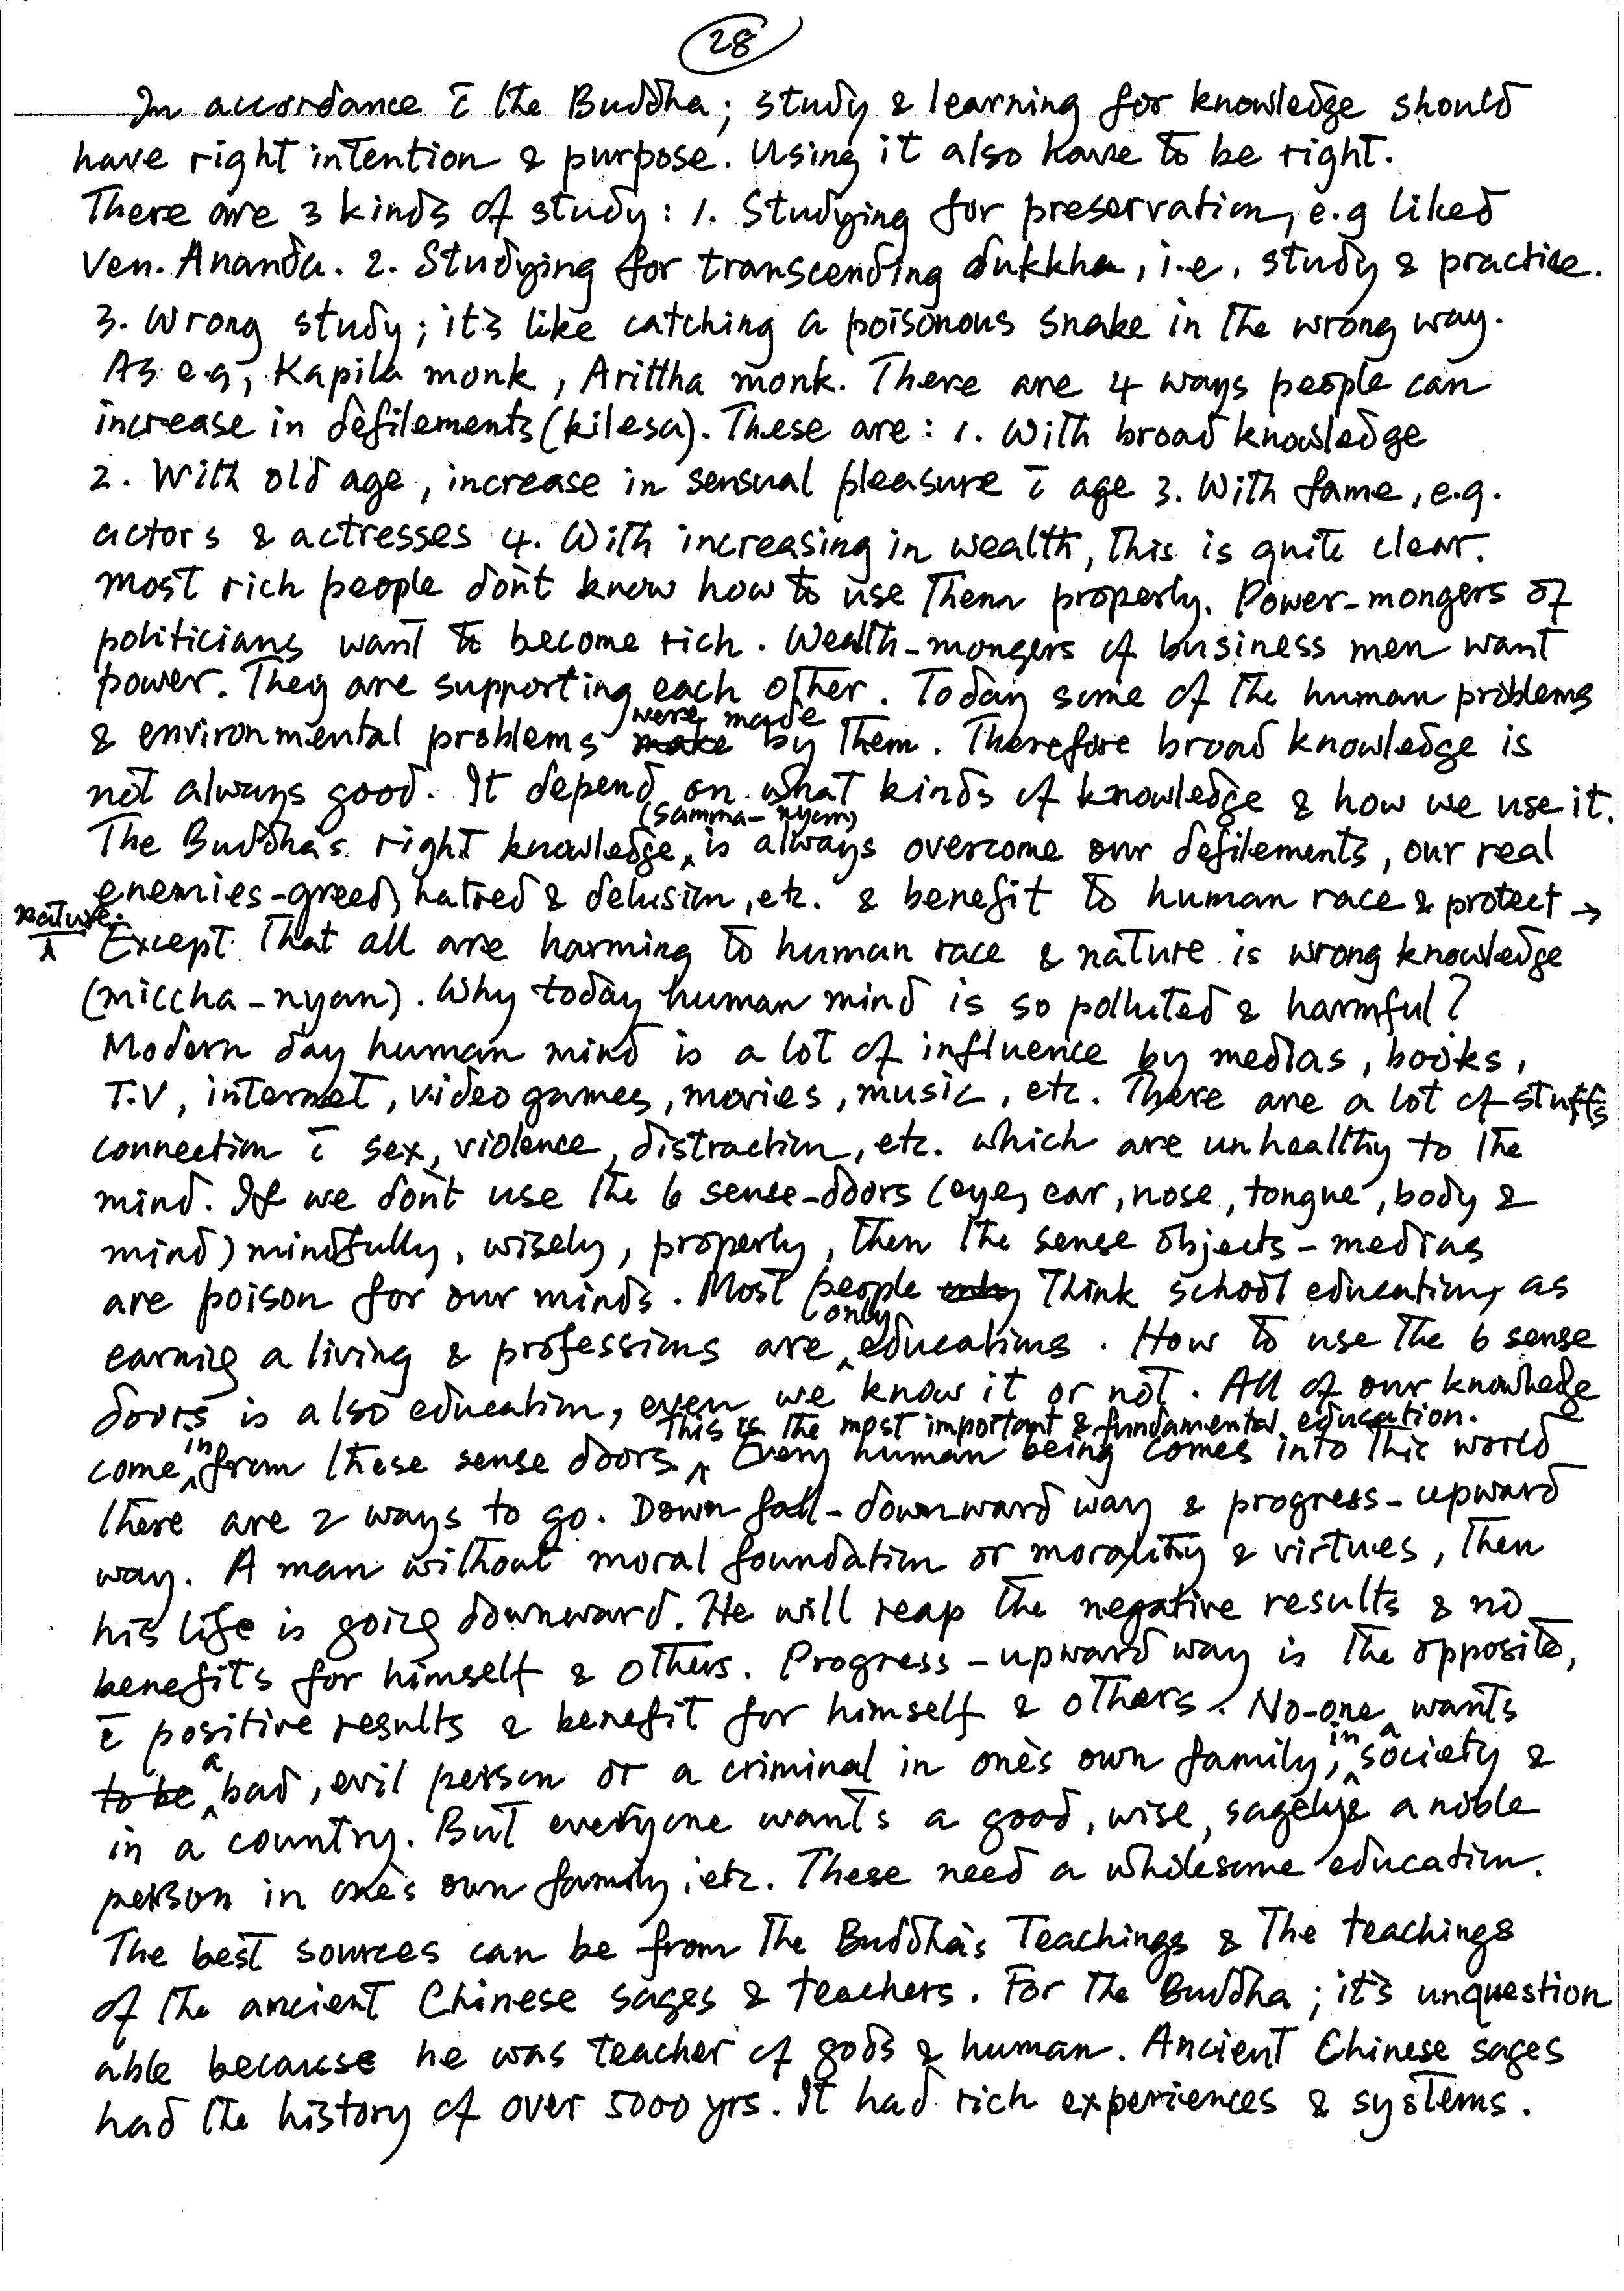 28
In accordance c̄ the Buddha; study & learning for knowledge should
have right intention & purpose. Using it also have to be right.
There are 3 kinds of study: 1. Studying for preservation, e.g liked
Ven. Ananda. 2. Studying for transcending dukkha, i.e, study & practice.
3. Wrong study; it's like catching a poisonous snake in the wrong way.
As e.g, Kapila monk, Arittha monk. There are 4 ways people can
increase in defilements (kilesa). These are: 1. With broad knowledge
2. With old age, increase in sensual pleasure c̄ age 3. With fame, e.g.
actors & actresses 4. With increasing in wealth, this is quite clear.
Most rich people don't know how to use them properly. Power-mongers of
politicians want to become rich. Wealth-mongers of business men want
power. They are supporting each other. Today some of the human problems
& environmental problems were made by them. Therefore broad knowledge is
not always good. It depend on what kinds of knowledge & how we use it.
The Buddha's right knowledge (samma-nyan) is always overcome our defilements, our real
enemies-greed, hatred & delusion, etc. & benefit to human race & protect →
nature. Except that all are harming to human race & nature is wrong knowledge
(miccha-nyan). Why today human mind is so polluted & harmful?
Modern day human mind is a lot of influence by medias, books,
T.V, internet, video games, movies, music, etc. There are a lot of stuffs
connection c̄ sex, violence, distraction, etc. which are unhealthy to the
mind. If we don't use the 6 sense-doors (eye, ear, nose, tongue, body &
mind) mindfully, wisely, properly, then the sense objects - medias
are poison for our minds. Most people think school education, as
earning a living & professions are only educations. How to use the 6 sense
doors is also education, even we know it or not. All of our knowledge
come in from these sense doors. This is the most important & fundamental education. Every human being comes into this world
there are 2 ways to go. Down fall-downward way & progress-upward
way. A man without moral foundation or morality & virtues, then
his life is going downward. He will reap the negative results & no
benefits for himself & others. Progress-upward way is the opposite,
c̄ positive results & benefit for himself & others. No-one wants
a bad, evil person or a criminal in one's own family, in a society &
in a country. But everyone wants a good, wise, sagely & a noble
person in one's own family, etc. These need a wholesome education.
The best sources can be from the Buddha's Teachings & the teachings
of the ancient Chinese sages & teachers. For the Buddha; it's unquestion
able because he was teacher of gods & human. Ancient Chinese sages
had the history of over 5000 yrs. It had rich experiences & systems.